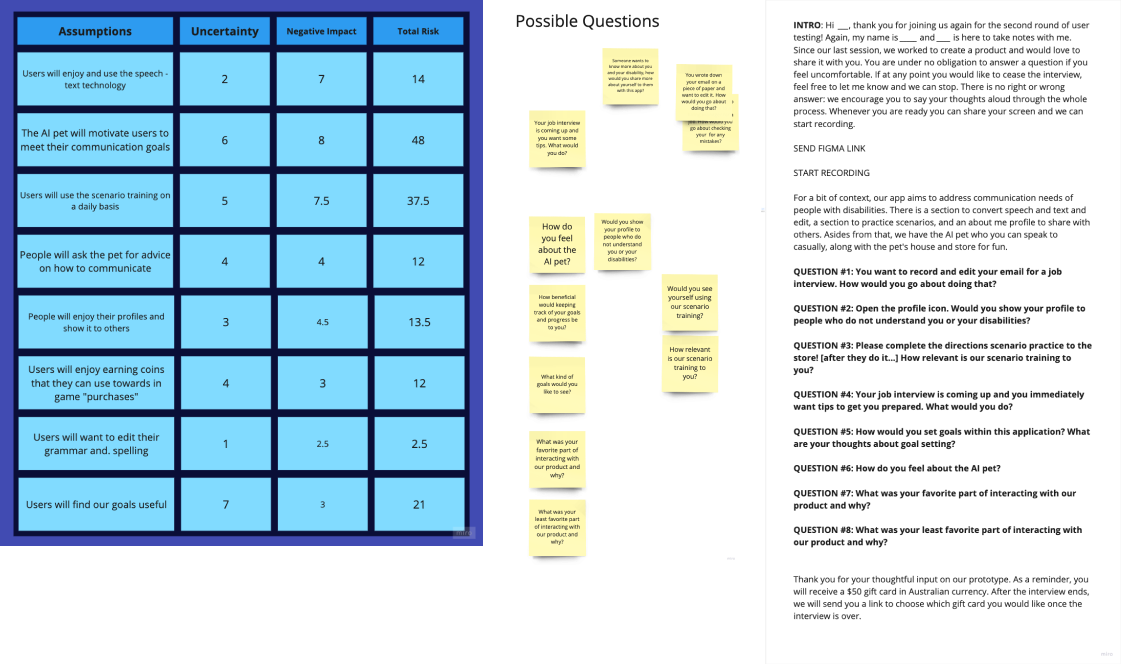 Assumptions
Uncertainty
Negative Impact
Total Risk
Users will enjoy and use the speech -
text technology
2
7
14
The AI pet will motivate users to
meet their communication goals
6
8
48
Users will use the scenario training on
a daily basis
5
7.5
37.5
People will ask the pet for advice
on how to communicate
4
4
12
People will enjoy their profiles and
show it to others
3
4.5
13.5
Users will enjoy earning coins
that they can use towards in
game "purchases"
4
3
12
Users will want to edit their
grammar and. spelling
1
2.5
2.5
Users will find our goals useful
7
3
21
Possible Questions
Someone wants to
know more about you
and your disability, how
would you share more
about yourself to them
with this app?
You wrote down
your email on a
piece of paper and
want to edit it. How
would you go about
doing that?
go about checking
your for any
mistakes?
Your job interview
is coming up and
you want some
tips. What would
you do?
How do
you feel
about the
AI pet?
Would you show
your profile to
people who do
not understand
you or your
disabilities?
How beneficial
would keeping
track of your goals
and progress be
to you?
Would you see
yourself using
our scenario
training?
How relevant
is our scenario
training to
you?
What kind of
goals would you
like to see?
What was your
favorite part of
interacting with
our product and
why?
What was your
least favorite part
of interacting with
our product and
why?
INTRO: Hi ___, thank you for joining us again for the second round of user
testing! Again, my name is ____ and ____ is here to take notes with me.
Since our last session, we worked to create a product and would love to
share it with you. You are under no obligation to answer a question if you
feel uncomfortable. If at any point you would like to cease the interview,
feel free to let me know and we can stop. There is no right or wrong
answer: we encourage you to say your thoughts aloud through the whole
process. Whenever you are ready you can share your screen and we can
start recording.
SEND FIGMA LINK
START RECORDING
For a bit of context, our app aims to address communication needs of
people with disabilities. There is a section to convert speech and text and
edit, a section to practice scenarios, and an about me profile to share with
others. Asides from that, we have the AI pet who you can speak to
casually, along with the pet's house and store for fun.
QUESTION #1: You want to record and edit your email for a job
interview. How would you go about doing that?
QUESTION #2: Open the profile icon. Would you show your profile to
people who do not understand you or your disabilities?
QUESTION #3: Please complete the directions scenario practice to the
store! [after they do it...] How relevant is our scenario training to
you?
QUESTION #4: Your job interview is coming up and you immediately
want tips to get you prepared. What would you do?
QUESTION #5: How would you set goals within this application? What
are your thoughts about goal setting?
QUESTION #6: How do you feel about the AI pet?
QUESTION #7: What was your favorite part of interacting with our
product and why?
QUESTION #8: What was your least favorite part of interacting with
our product and why?
Thank you for your thoughtful input on our prototype. As a reminder, you
will receive a $50 gift card in Australian currency. After the interview ends,
we will send you a link to choose which gift card you would like once the
interview is over.